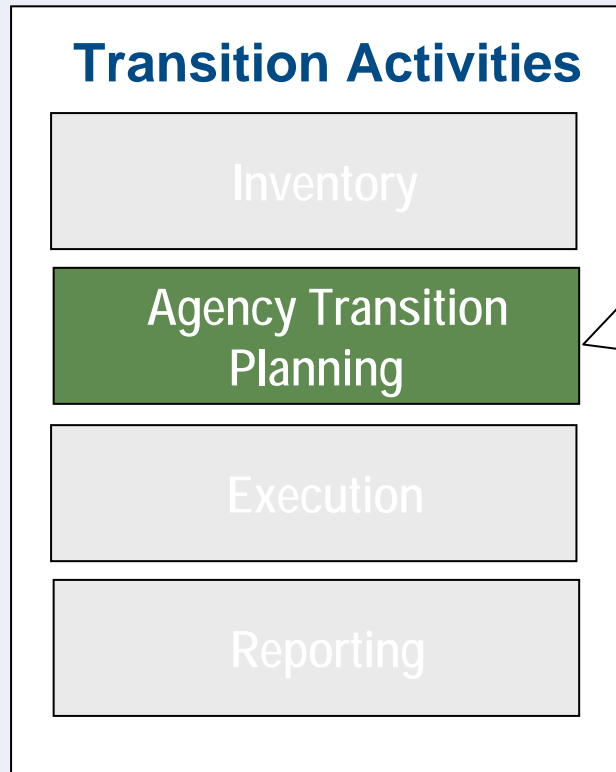 Transition Activities
Inventory
Agency Transition
Planning
Execution
Reporting